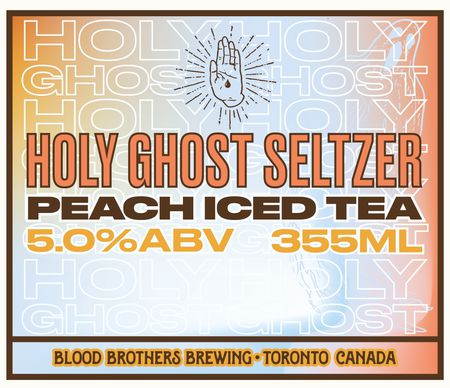 HOLY HOLY
GHOST GHOST
HOLY HOLY
HOLY GHOST SELTZER
PEACH ICED TEA
5.0%ABV 355ML
GHOST GHOST
HOLY HOLY
GHOST GHOST
BLOOD BROTHERS BREWING • TORONTO CANADA